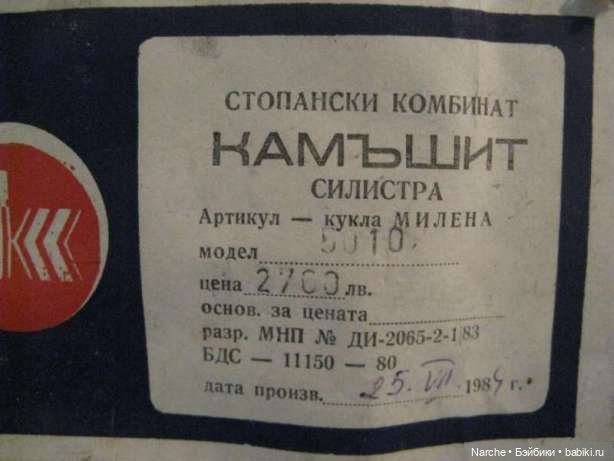 СТОПАНСКИ КОМБИНАТ
КАМЪШИТ
СИЛИСТРА
Артикул — кукла МИЛЕНА
модел 5010
цена 2760 лв.
основ. за цената
разр. МНП № ДИ-2065-2-1 83
БДС — 11150 — 80
дата произв. 25. VII. 1984 г.
Narche • Бэйбики • babiki.ru